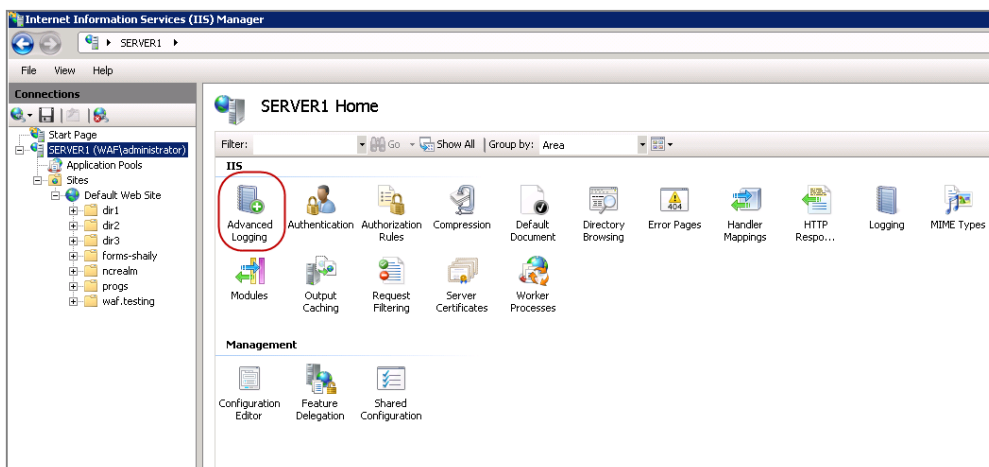 Internet Information Services (IIS) Manager
SERVER1
File View Help
Connections
Start Page
SERVER1 (WAF\administrator)
Application Pools
Sites
Default Web Site
dir1
dir2
dir3
forms-shaily
ncrealm
progs
waf.testing
SERVER1 Home
Filter: Go Show All Group by: Area
IIS
Advanced Logging
Authentication
Authorization Rules
Compression
Default Document
Directory Browsing
404
Error Pages
Handler Mappings
HTTP Respo...
Logging
MIME Types
Modules
Output Caching
Request Filtering
Server Certificates
Worker Processes
Management
Configuration Editor
Feature Delegation
Shared Configuration